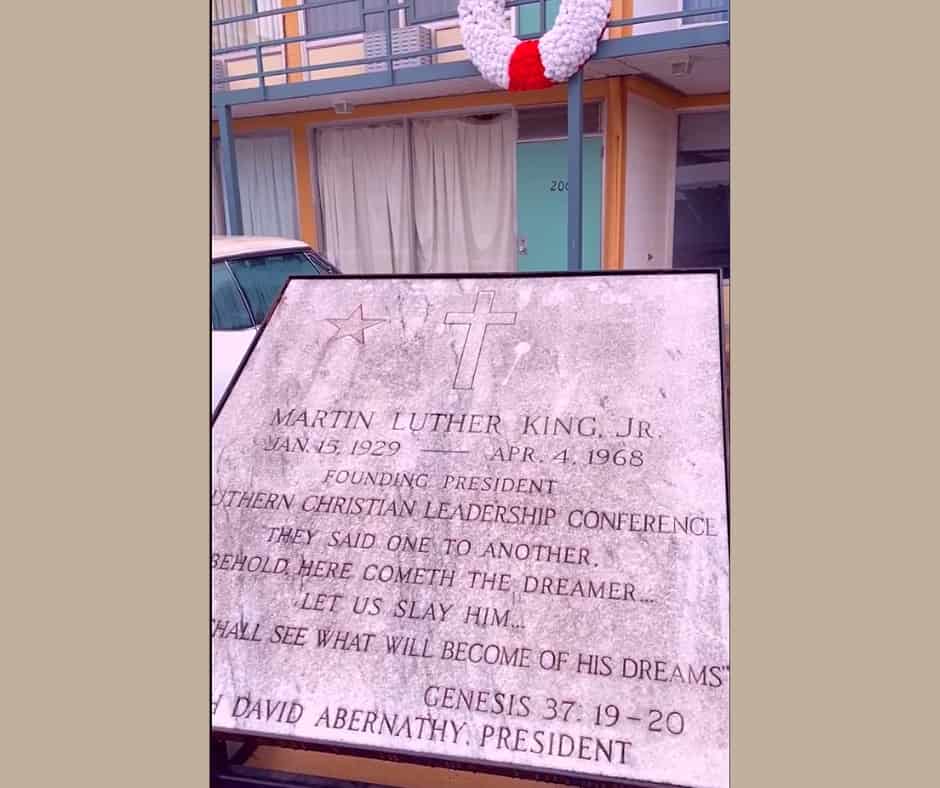 200
MARTIN LUTHER KING, JR.
JAN. 15, 1929 — APR. 4, 1968
FOUNDING PRESIDENT
UTHERN CHRISTIAN LEADERSHIP CONFERENCE
THEY SAID ONE TO ANOTHER,
BEHOLD, HERE COMETH THE DREAMER...
LET US SLAY HIM...
SHALL SEE WHAT WILL BECOME OF HIS DREAMS"
GENESIS 37: 19-20
H DAVID ABERNATHY, PRESIDENT